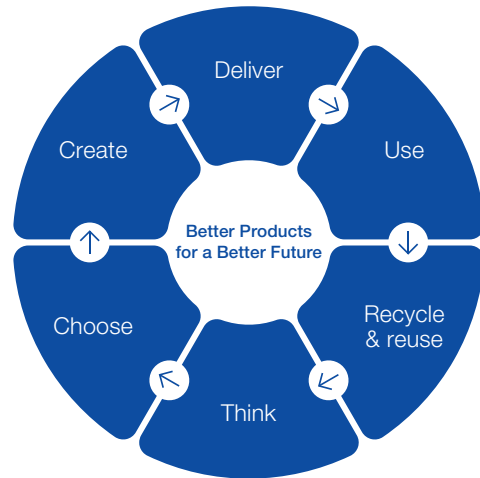 Deliver
Create
Use
Better Products
for a Better Future
Choose
Recycle
& reuse
Think